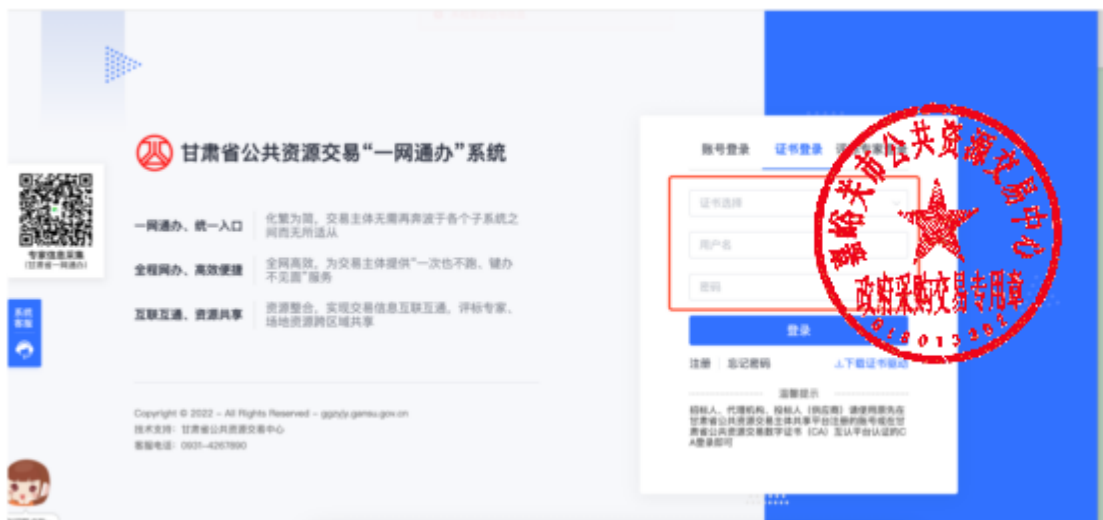 甘肃省公共资源交易“一网通办”系统
一网通办、统一入口
化繁为简，交易主体无需再奔波于各个子系统之
间而无所适从
全程网办、高效便捷
全网高效，为交易主体提供“一次也不跑、键办
不见面”服务
互联互通、资源共享
资源整合，实现交易信息互联互通，评标专家、
场地资源跨区域共享
Copyright © 2022 - All Rights Reserved - ggzyjy.gansu.gov.cn
技术支持：甘肃省公共资源交易中心
客服电话：0931-4267890
专家信息采集
(甘肃省一网通办)
系统
客服
账号登录
证书登录
证书选择
用户名
密码
登录
注册
忘记密码
下载证书驱动
温馨提示
招标人、代理机构、投标人（供应商）请使用原先在
甘肃省公共资源交易主体共享平台注册的账号或在甘
肃省公共资源交易数字证书（CA）互认平台认证的C
A登录即可
嘉峪关市公共资源交易中心
政府采购交易专用章